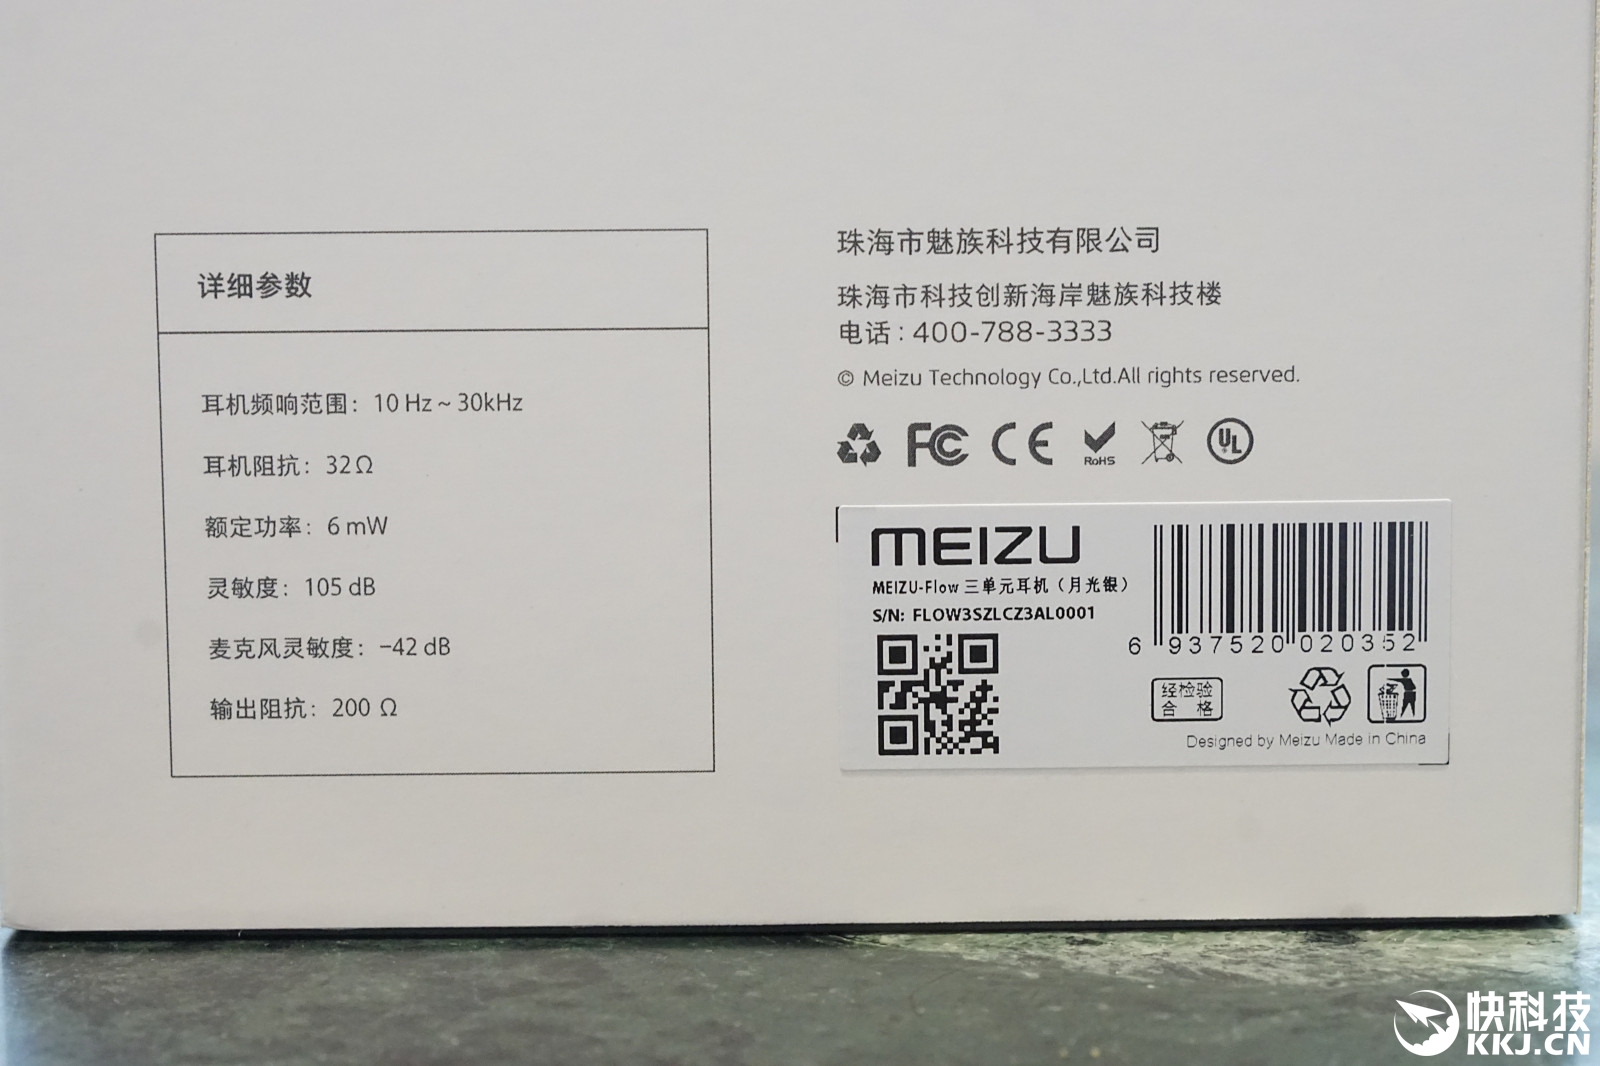 详细参数
耳机频响范围：10 Hz ~ 30kHz
耳机阻抗：32Ω
额定功率：6 mW
灵敏度：105 dB
麦克风灵敏度：-42 dB
输出阻抗：200 Ω
珠海市魅族科技有限公司
珠海市科技创新海岸魅族科技楼
电话：400-788-3333
© Meizu Technology Co.,Ltd.All rights reserved.
FC CE RoHS UL
MEIZU
MEIZU-Flow 三单元耳机（月光银）
S/N: FLOW3SZLCZ3AL0001
6 937520 020352
经检验
合 格
Designed by Meizu Made in China
快科技
KKJ.CN